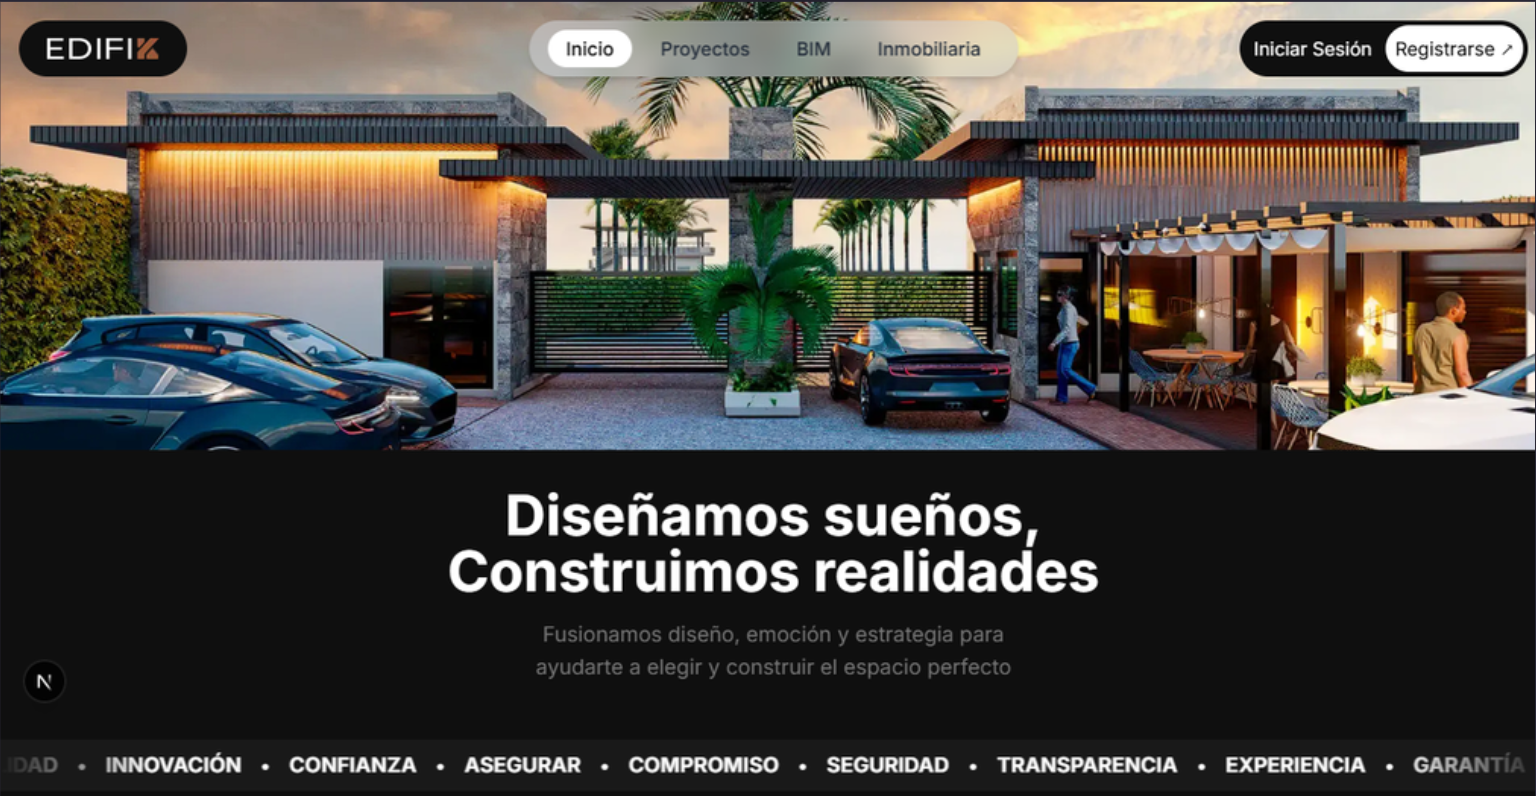 EDIFIK
Inicio Proyectos BIM Inmobiliaria
Iniciar Sesión Registrarse ↗
Diseñamos sueños,
Construimos realidades
Fusionamos diseño, emoción y estrategia para
ayudarte a elegir y construir el espacio perfecto
N
IDAD • INNOVACIÓN • CONFIANZA • ASEGURAR • COMPROMISO • SEGURIDAD • TRANSPARENCIA • EXPERIENCIA • GARANTÍA